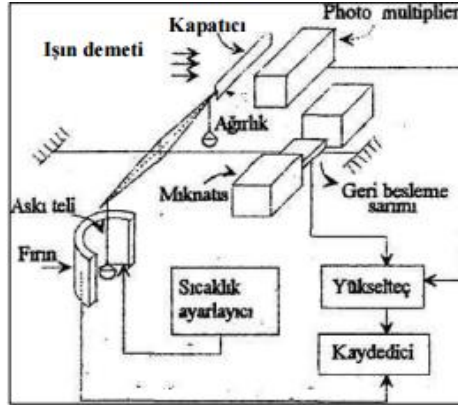 Photo multiplier
Kapatıcı
Işın demeti
Ağırlık
Mıknatıs
Geri besleme
sarımı
Askı teli
Fırın
Sıcaklık
ayarlayıcı
Yükselteç
Kaydedici